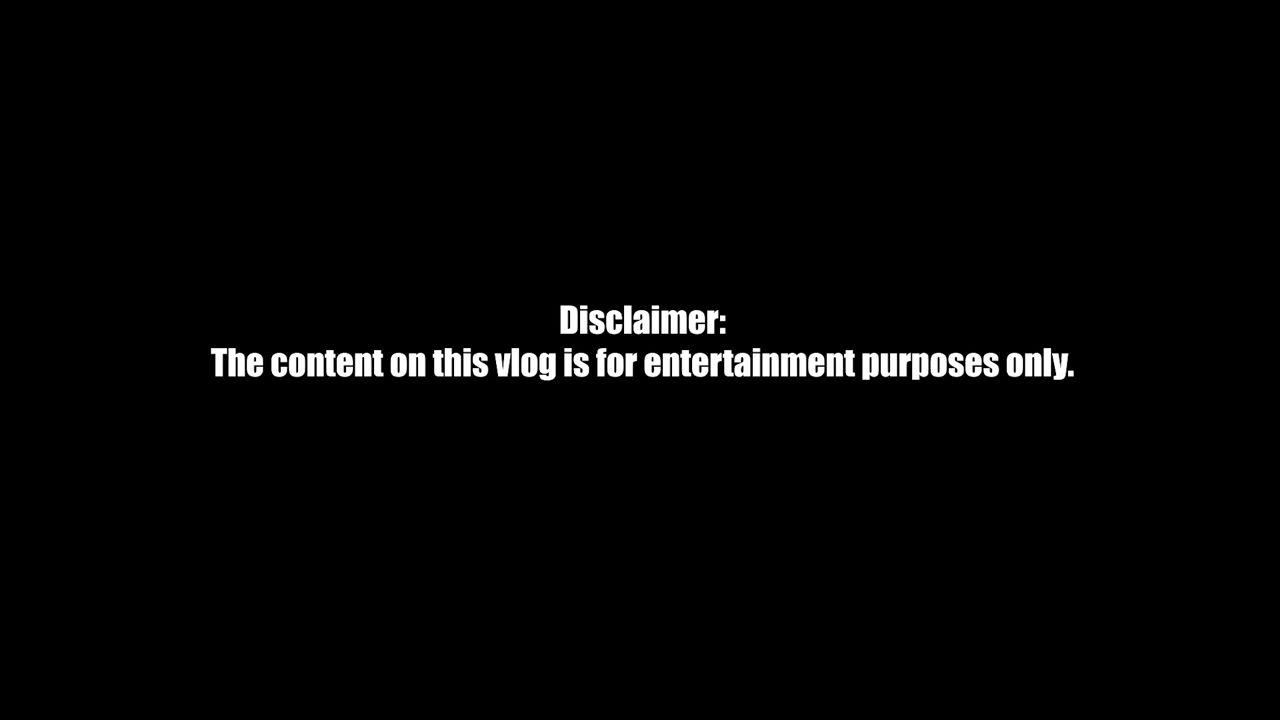 Disclaimer:
The content on this vlog is for entertainment purposes only.